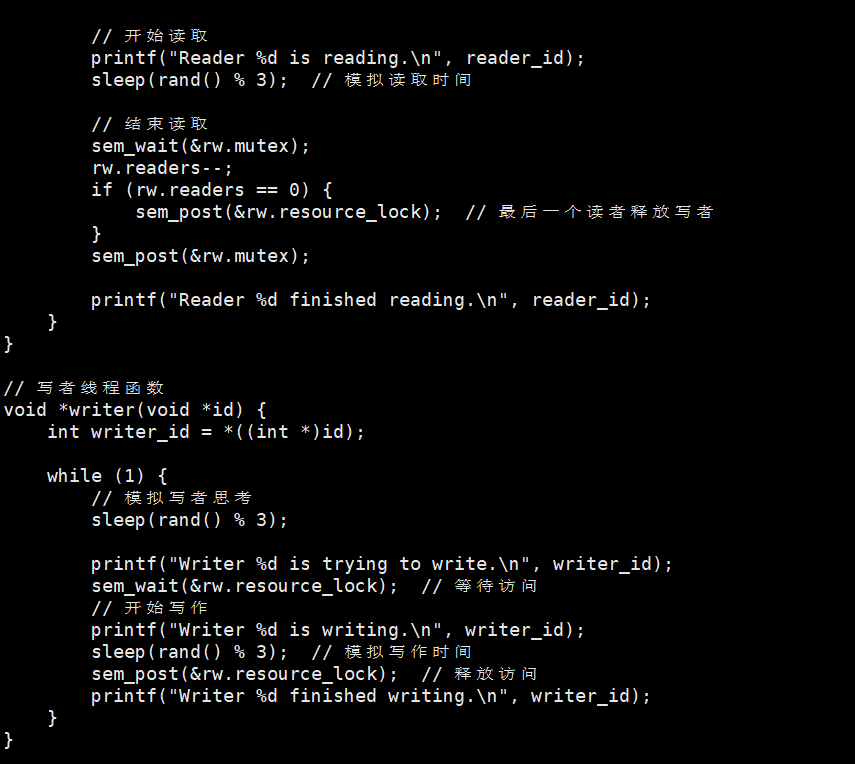 // 开始读取
printf("Reader %d is reading.\n", reader_id);
sleep(rand() % 3);  // 模拟读取时间
// 结束读取
sem_wait(&rw.mutex);
rw.readers--;
if (rw.readers == 0) {
sem_post(&rw.resource_lock);  // 最后一个读者释放写者
}
sem_post(&rw.mutex);
printf("Reader %d finished reading.\n", reader_id);
}
}
// 写者线程函数
void *writer(void *id) {
int writer_id = *((int *)id);
while (1) {
// 模拟写者思考
sleep(rand() % 3);
printf("Writer %d is trying to write.\n", writer_id);
sem_wait(&rw.resource_lock);  // 等待访问
// 开始写作
printf("Writer %d is writing.\n", writer_id);
sleep(rand() % 3);  // 模拟写作时间
sem_post(&rw.resource_lock);  // 释放访问
printf("Writer %d finished writing.\n", writer_id);
}
}